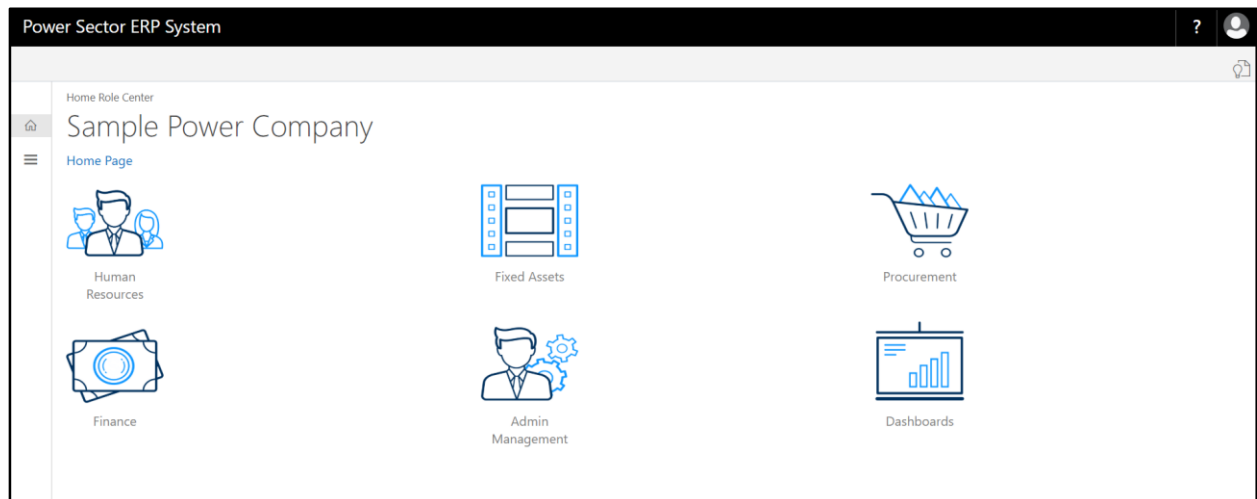 Power Sector ERP System
?
Home Role Center
Sample Power Company
Home Page
Human
Resources
Fixed Assets
Procurement
Finance
Admin
Management
Dashboards